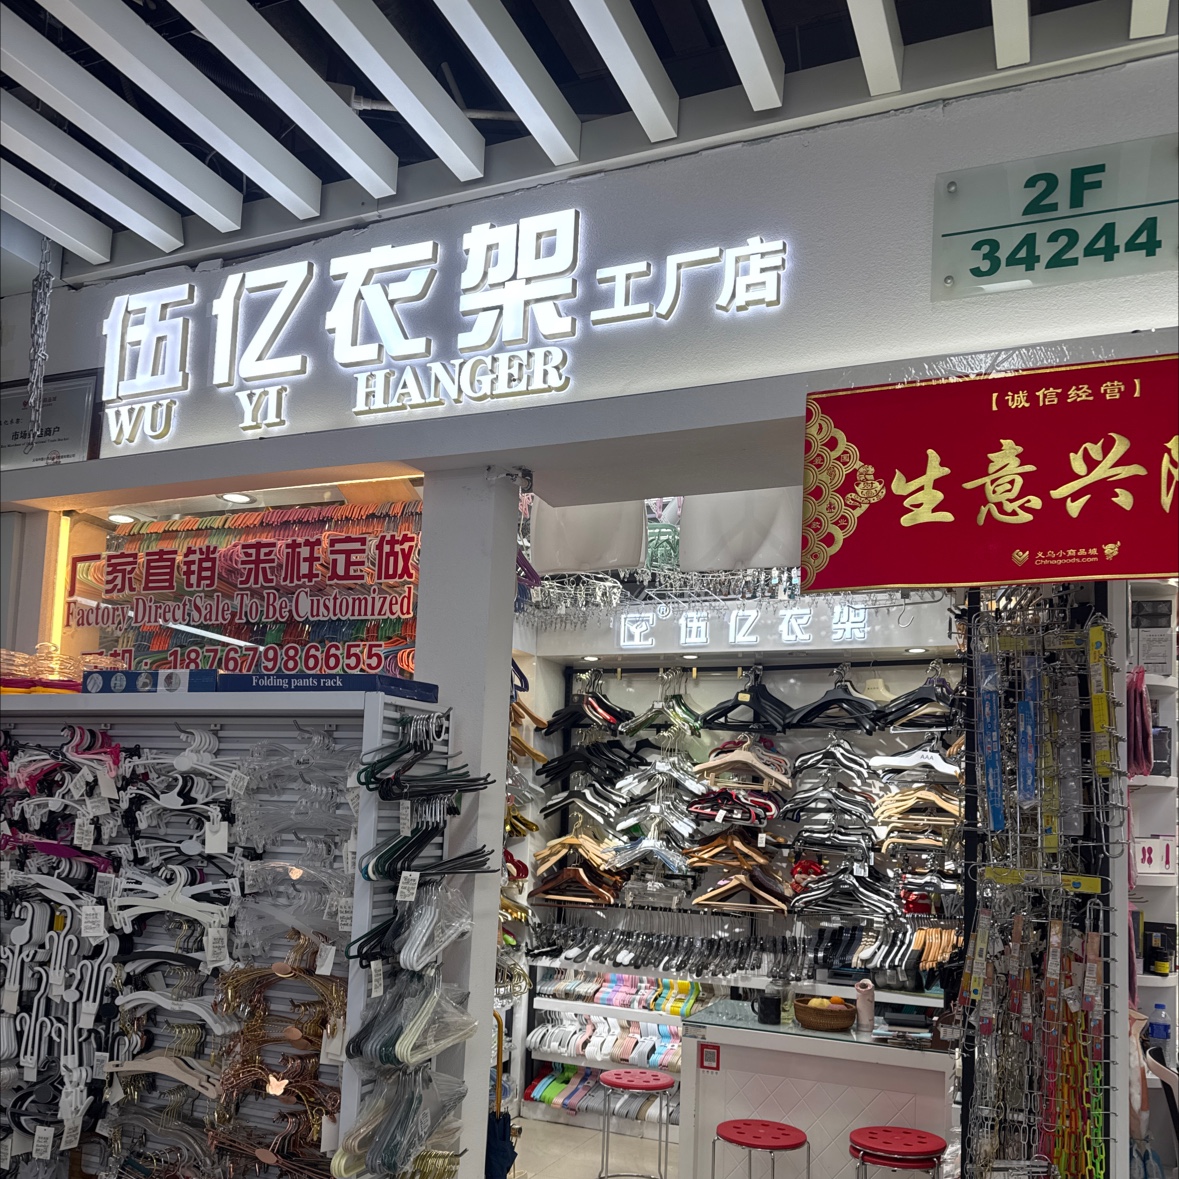 2F
34244
伍亿衣架工厂店
WU YI HANGER
【诚信经营】
生意兴
义乌小商品城
Chinagoods.com
厂家直销 来样定做
Factory Direct Sale To Be Customized
18767986655
Folding pants rack
伍亿衣架
AAA